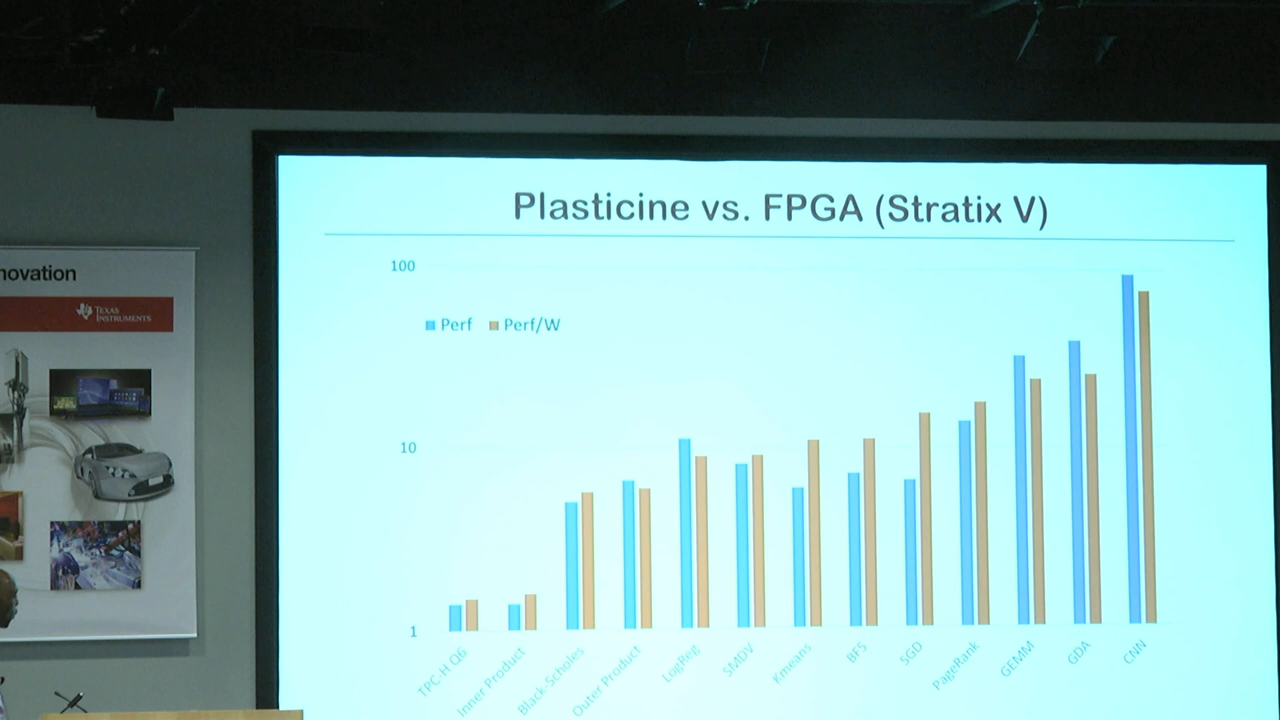 Plasticine vs. FPGA (Stratix V)
100
Perf Perf/W
10
1
TPC-H Q6
Inner Product
Black Scholes
Outer Product
LogReg
SMDV
Kmeans
BFS
SGD
PageRank
GEMM
GDA
CNN
novation
TEXAS
INSTRUMENTS